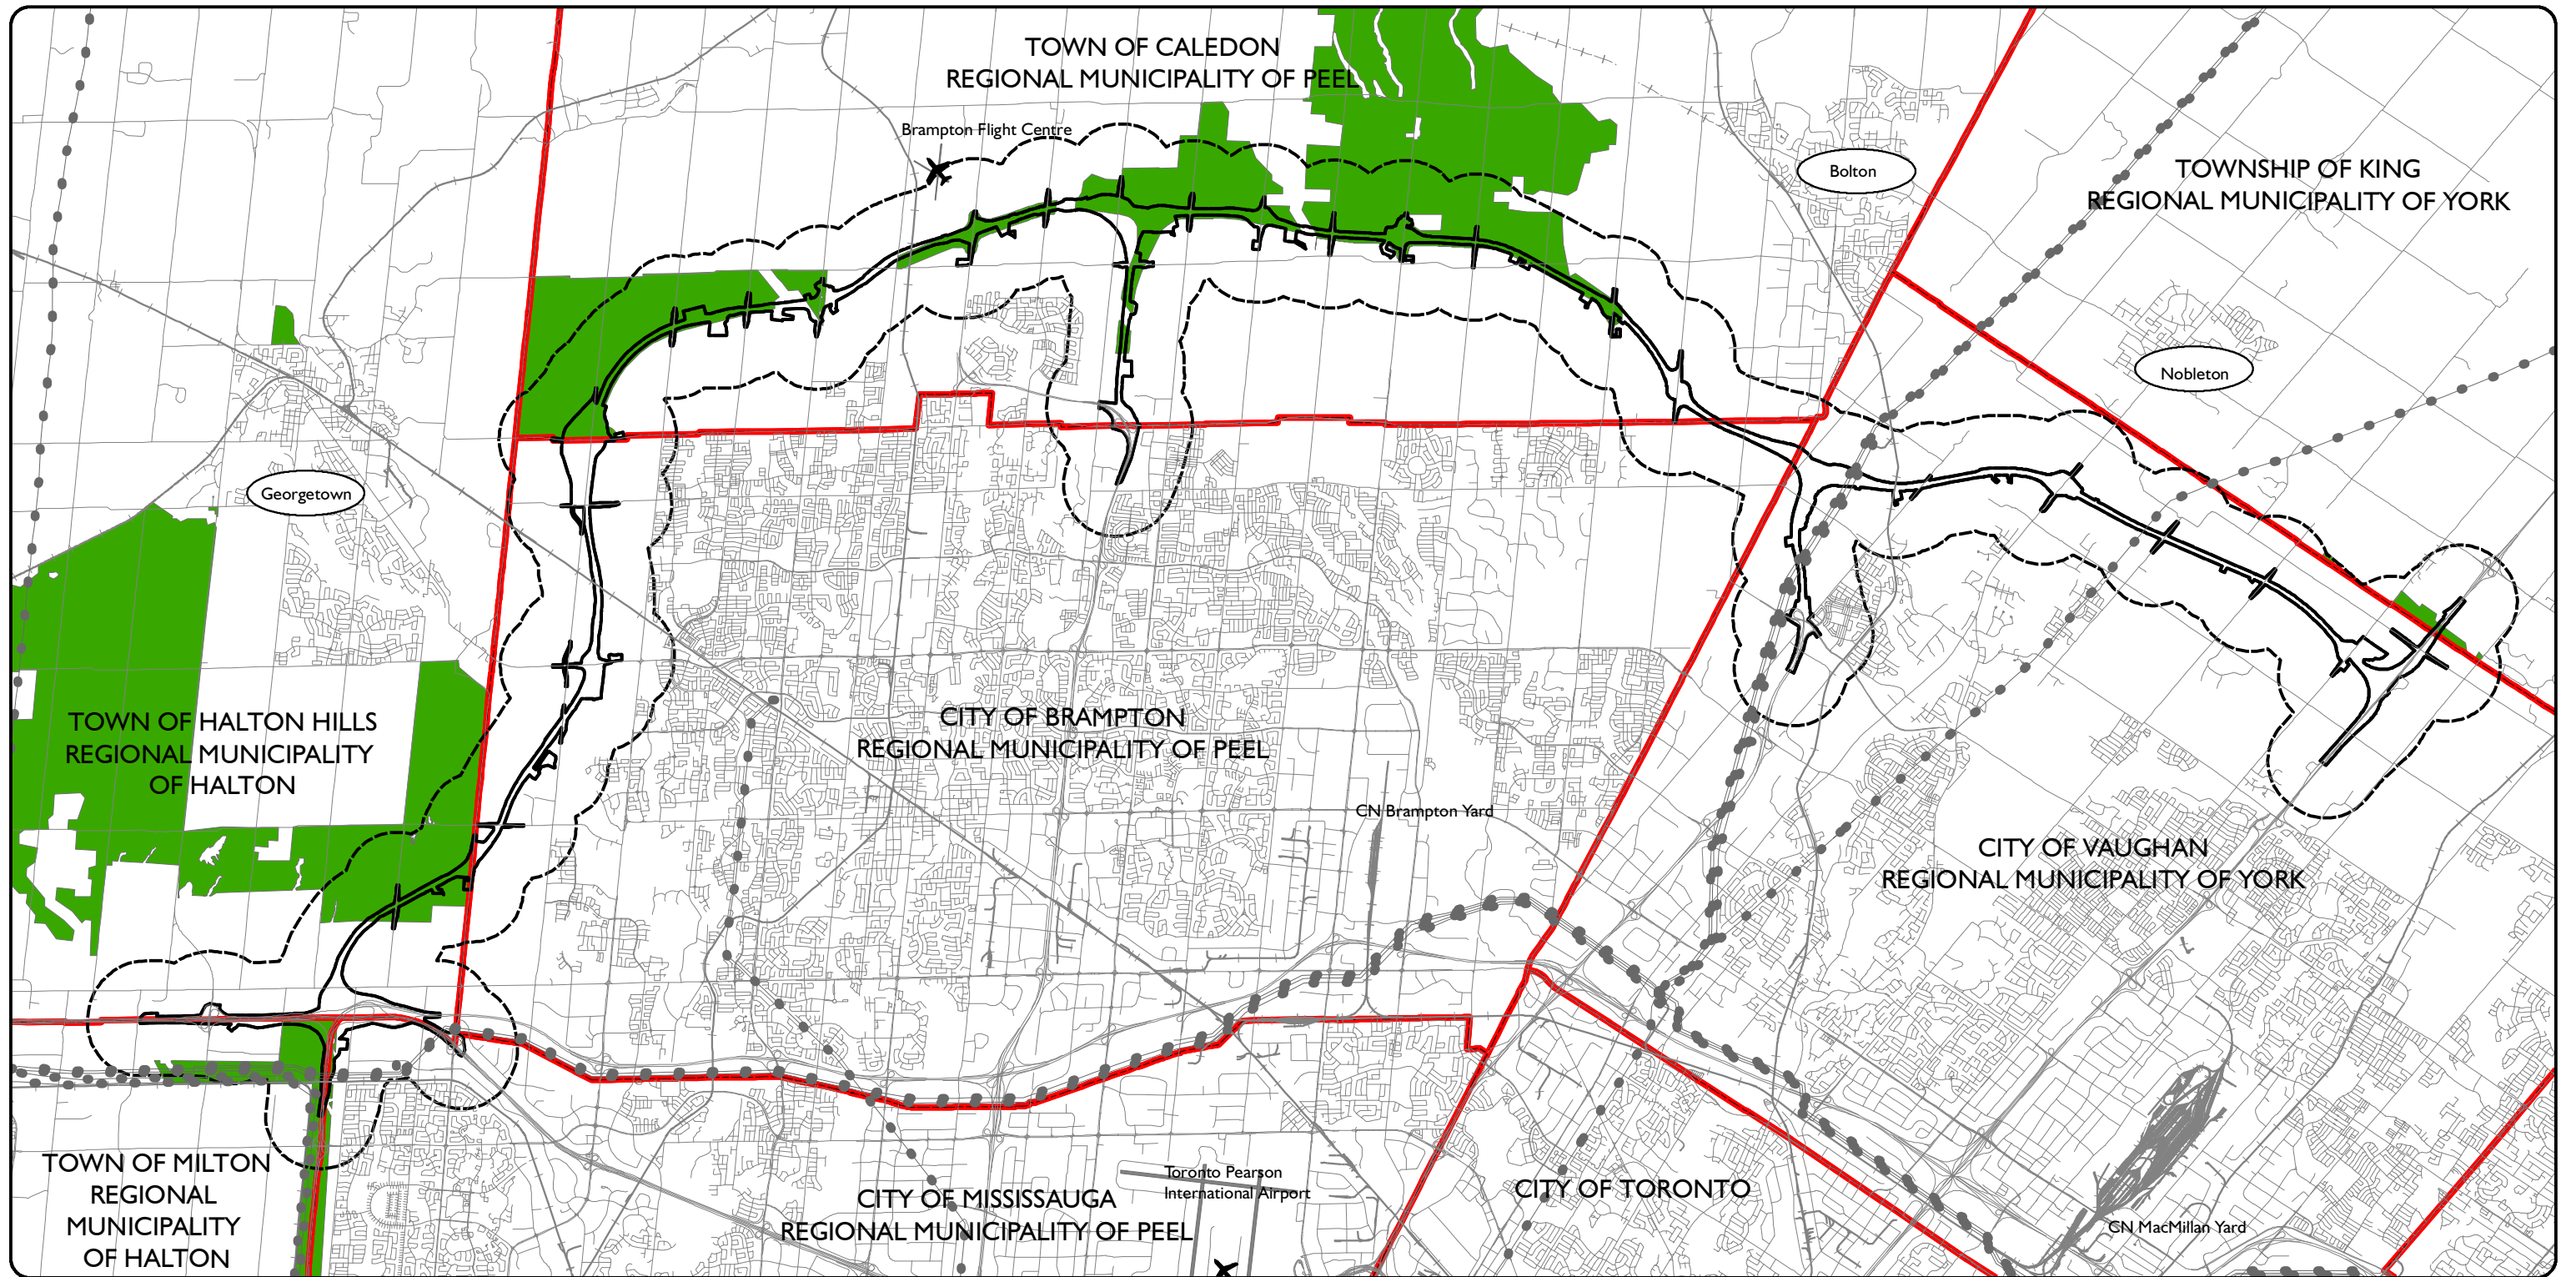 TOWN OF CALEDON
REGIONAL MUNICIPALITY OF PEEL
Brampton Flight Centre
Bolton
TOWNSHIP OF KING
REGIONAL MUNICIPALITY OF YORK
Nobleton
Georgetown
TOWN OF HALTON HILLS
REGIONAL MUNICIPALITY
OF HALTON
CITY OF BRAMPTON
REGIONAL MUNICIPALITY OF PEEL
CN Brampton Yard
CITY OF VAUGHAN
REGIONAL MUNICIPALITY OF YORK
TOWN OF MILTON
REGIONAL
MUNICIPALITY
OF HALTON
CITY OF MISSISSAUGA
REGIONAL MUNICIPALITY OF PEEL
Toronto Pearson
International Airport
CITY OF TORONTO
CN MacMillan Yard